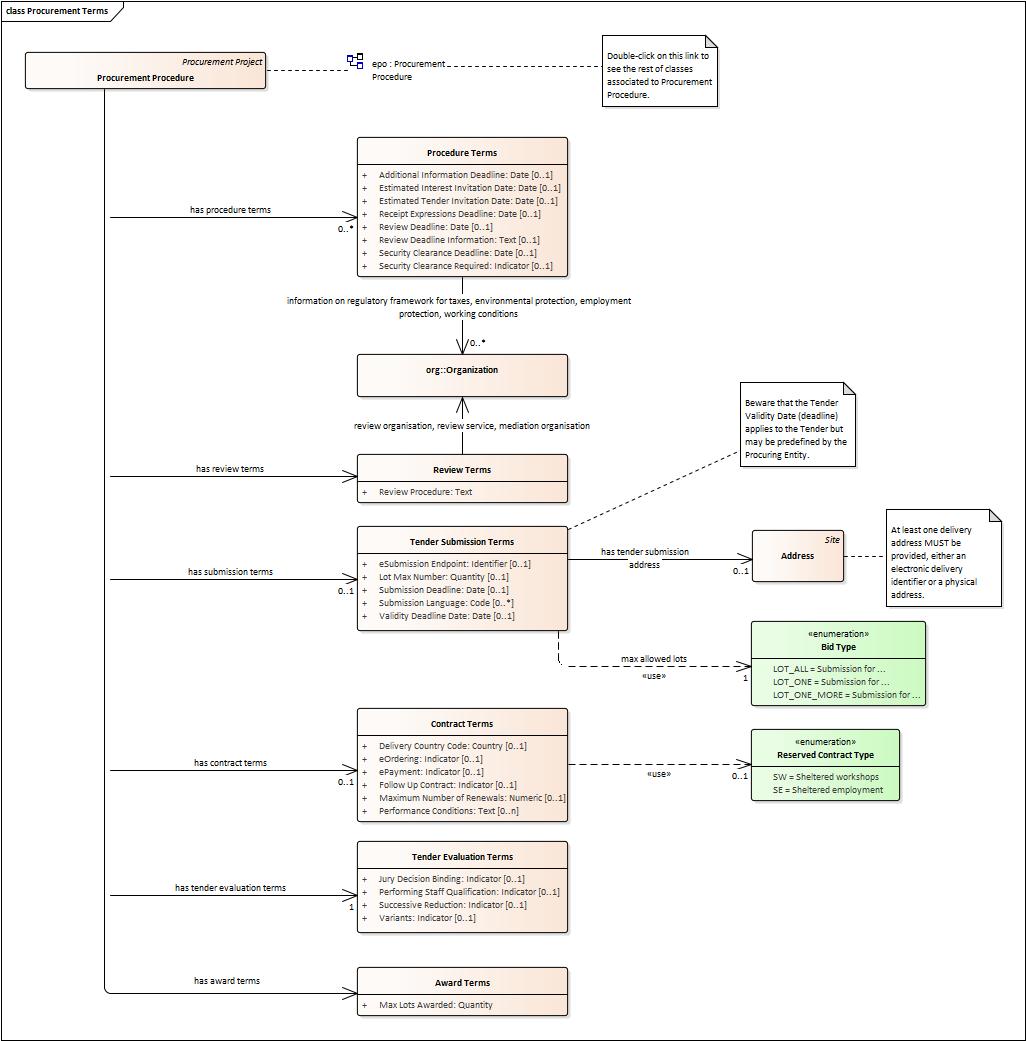 class Procurement Terms
Procurement Project
Procurement Procedure
epo : Procurement
Procedure
Double-click on this link to
see the rest of classes
associated to Procurement
Procedure.
Procedure Terms
+ Additional Information Deadline: Date [0..1]
+ Estimated Interest Invitation Date: Date [0..1]
+ Estimated Tender Invitation Date: Date [0..1]
+ Receipt Expressions Deadline: Date [0..1]
+ Review Deadline: Date [0..1]
+ Review Deadline Information: Text [0..1]
+ Security Clearance Deadline: Date [0..1]
+ Security Clearance Required: Indicator [0..1]
has procedure terms
0..*
information on regulatory framework for taxes, environmental protection, employment
protection, working conditions
0..*
org::Organization
review organisation, review service, mediation organisation
has review terms
Review Terms
+ Review Procedure: Text
Beware that the Tender
Validity Date (deadline)
applies to the Tender but
may be predefined by the
Procuring Entity.
Tender Submission Terms
+ eSubmission Endpoint: Identifier [0..1]
+ Lot Max Number: Quantity [0..1]
+ Submission Deadline: Date [0..1]
+ Submission Language: Code [0..*]
+ Validity Deadline Date: Date [0..1]
has submission terms
0..1
has tender submission
address
0..1
Site
Address
At least one delivery
address MUST be
provided, either an
electronic delivery
identifier or a physical
address.
max allowed lots
«use»
1
«enumeration»
Bid Type
LOT_ALL = Submission for ...
LOT_ONE = Submission for ...
LOT_ONE_MORE = Submission for ...
Contract Terms
+ Delivery Country Code: Country [0..1]
+ eOrdering: Indicator [0..1]
+ ePayment: Indicator [0..1]
+ Follow Up Contract: Indicator [0..1]
+ Maximum Number of Renewals: Numeric [0..1]
+ Performance Conditions: Text [0..n]
has contract terms
0..1
«use»
0..1
«enumeration»
Reserved Contract Type
SW = Sheltered workshops
SE = Sheltered employment
Tender Evaluation Terms
+ Jury Decision Binding: Indicator [0..1]
+ Performing Staff Qualification: Indicator [0..1]
+ Successive Reduction: Indicator [0..1]
+ Variants: Indicator [0..1]
has tender evaluation terms
1
has award terms
Award Terms
+ Max Lots Awarded: Quantity